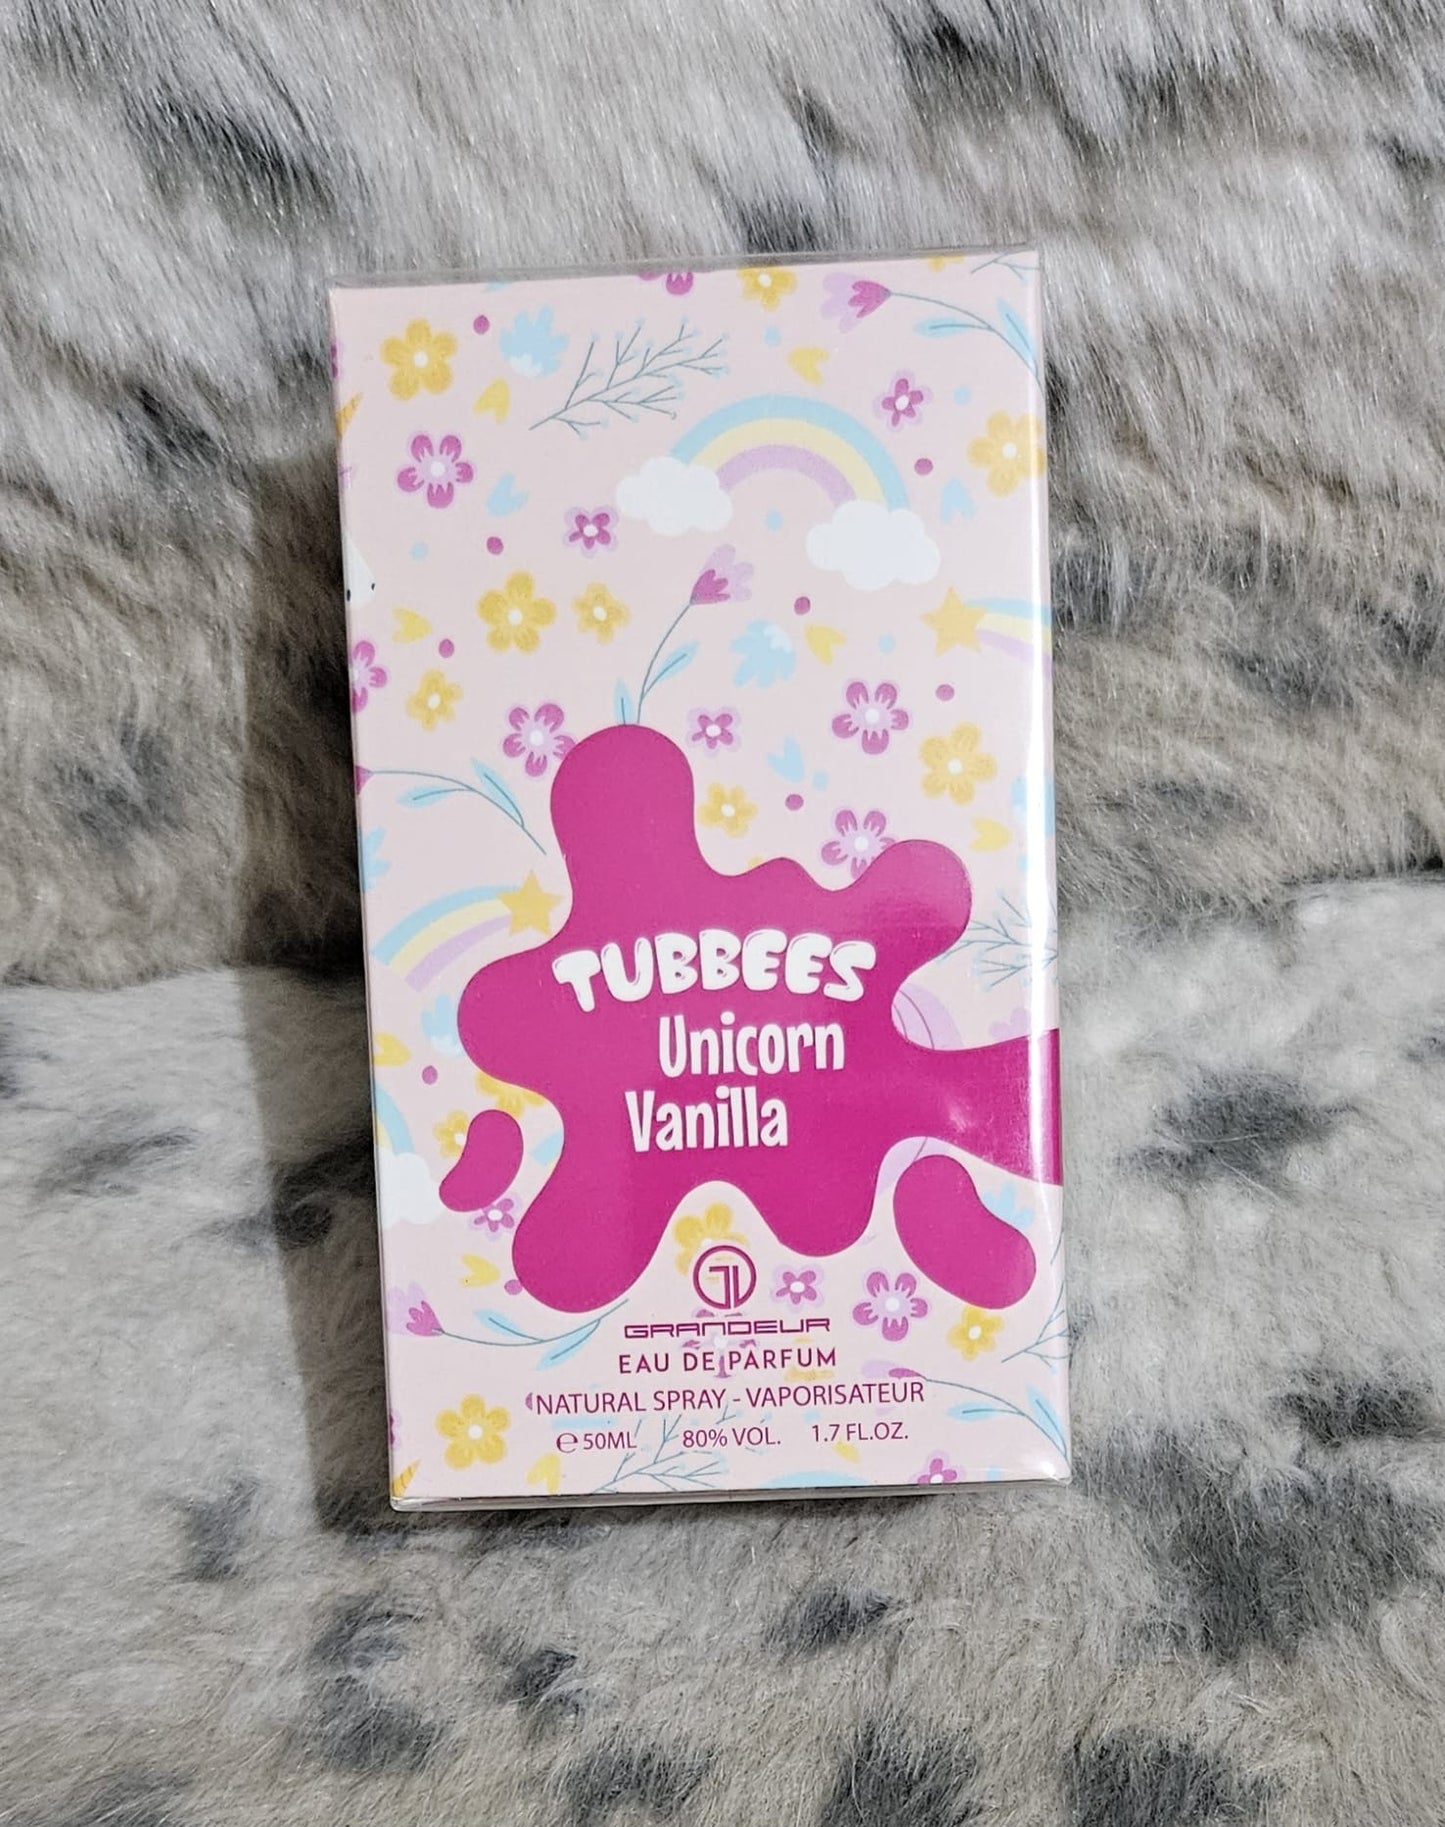 TUBBEES
Unicorn
Vanilla
GRANDEUR
EAU DE PARFUM
NATURAL SPRAY - VAPORISATEUR
℮ 50ML 80% VOL. 1.7 FL.OZ.